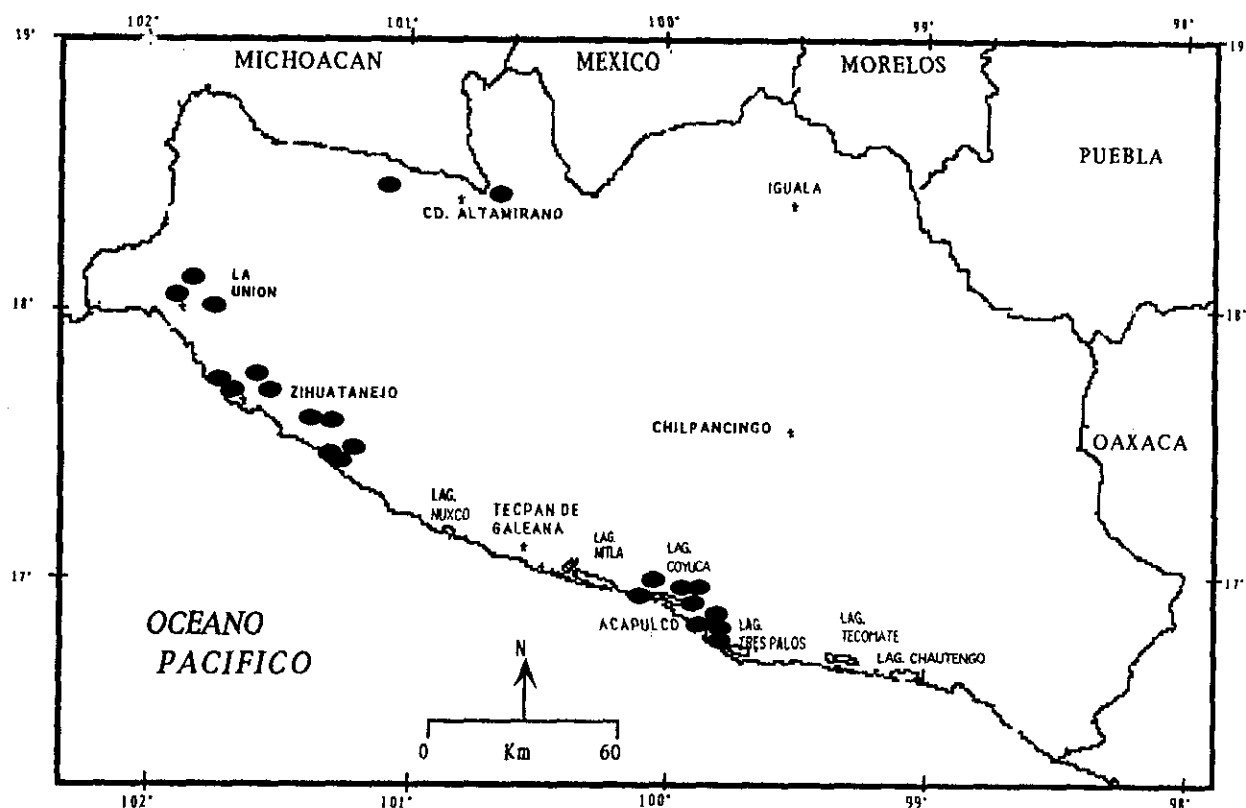 102° 101° 100° 99° 98°
19° 19
MICHOACAN MEXICO MORELOS
PUEBLA
IGUALA
CD. ALTAMIRANO
LA
UNION
18° 18°
ZIHUATANEJO
CHILPANCINGO
OAXACA
LAG.
NUXCO
TECPAN DE
GALEANA
LAG.
MTLA
LAG.
COYUCA
17° 17°
ACAPULCO
LAG.
TRES PALOS
LAG.
TECOMATE
LAG. CHAUTENGO
OCEANO
PACIFICO
N
0 Km 60
102° 101° 100° 99° 98°